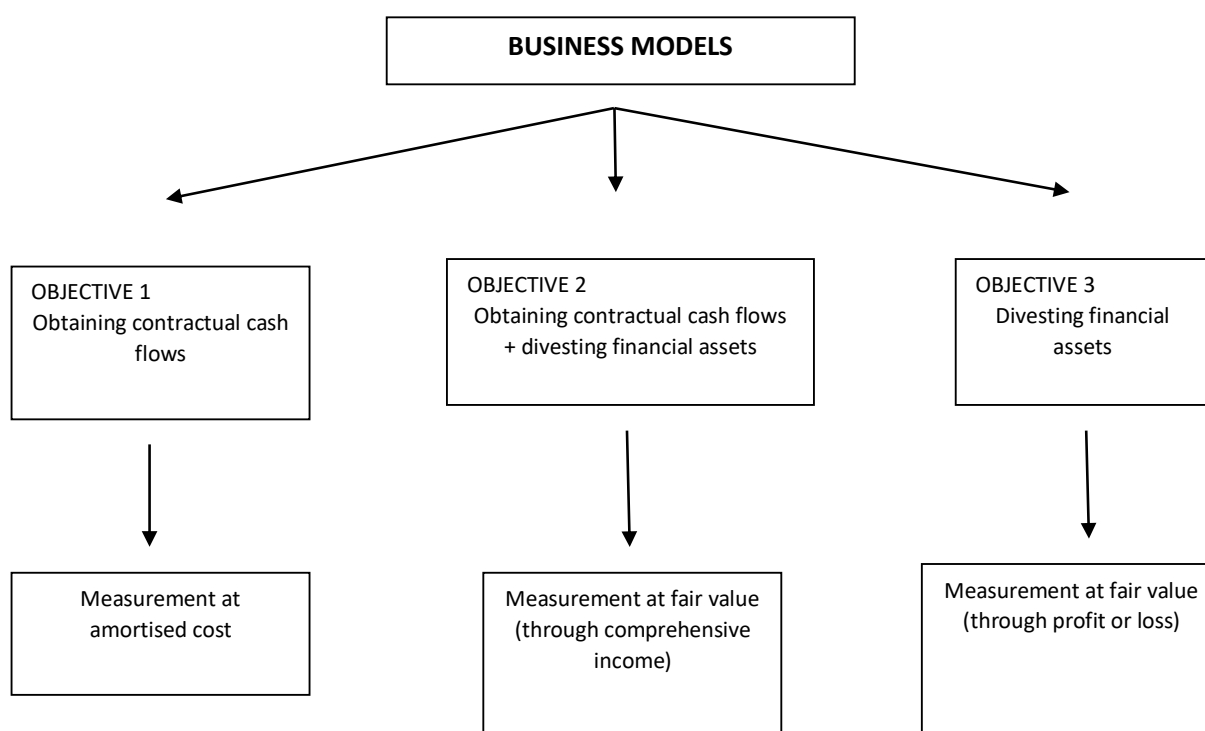 BUSINESS MODELS
OBJECTIVE 1
Obtaining contractual cash
flows
OBJECTIVE 2
Obtaining contractual cash flows
+ divesting financial assets
OBJECTIVE 3
Divesting financial
assets
Measurement at
amortised cost
Measurement at fair value
(through comprehensive
income)
Measurement at fair value
(through profit or loss)